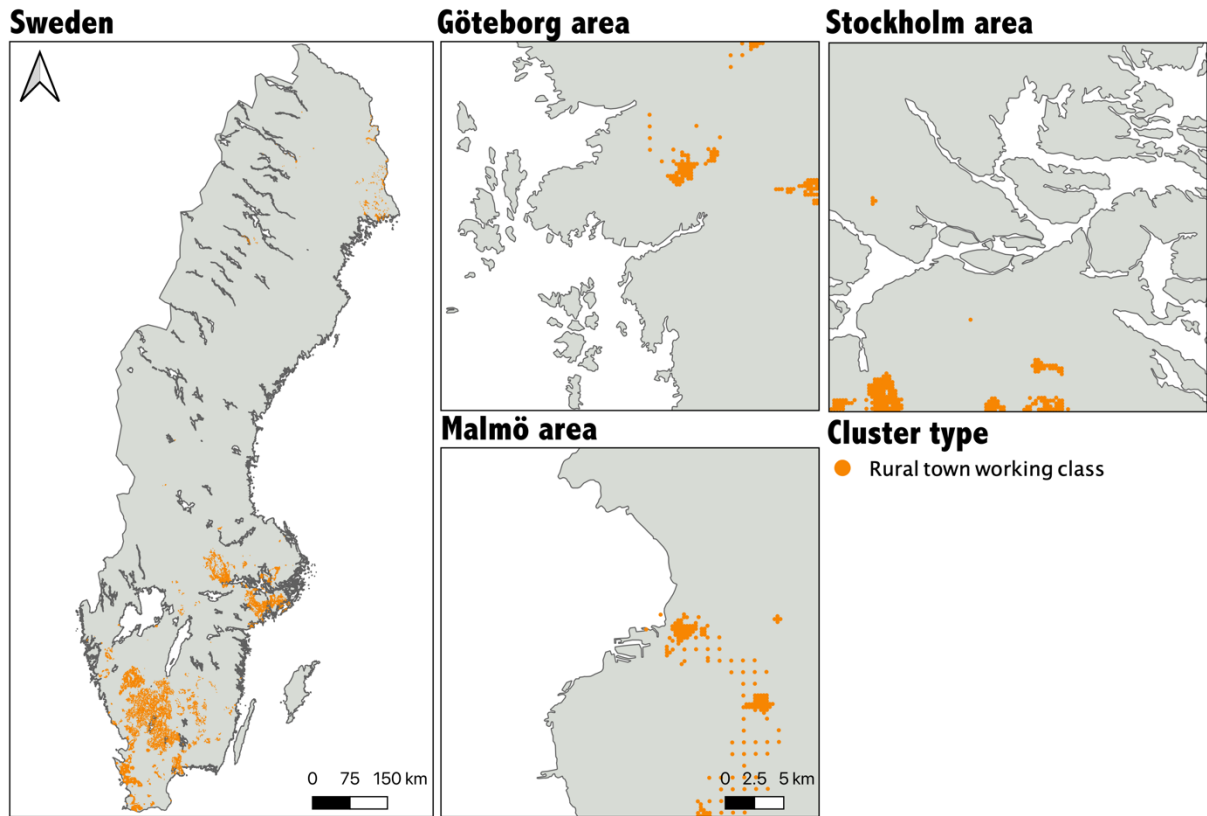 Sweden
Göteborg area
Stockholm area
0 75 150 km
Malmö area
0 2.5 5 km
Cluster type
Rural town working class